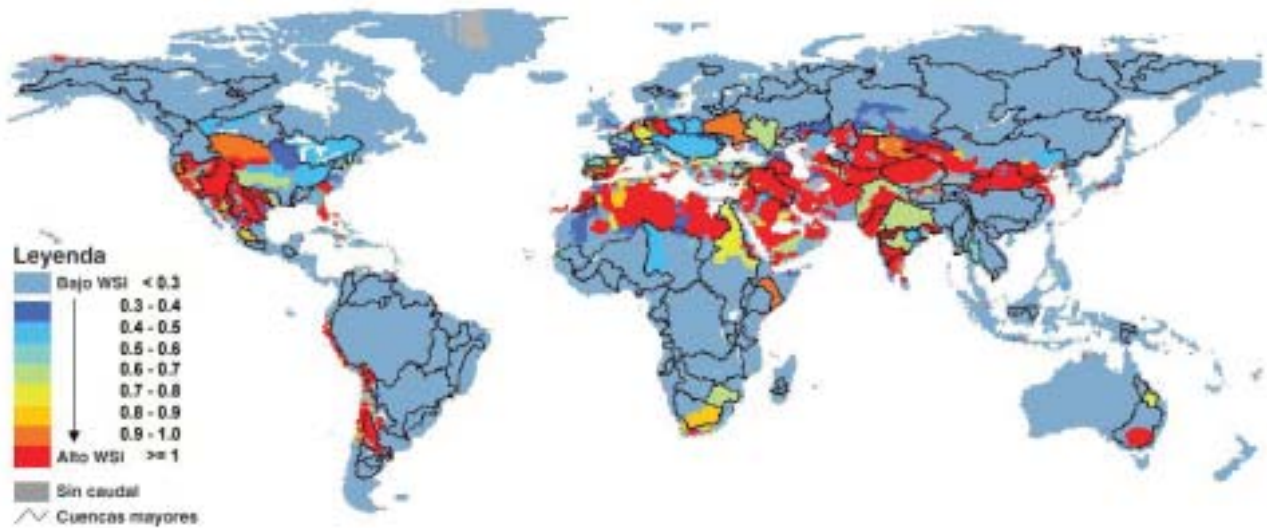 Leyenda
Bajo WSI < 0.3
0.3 - 0.4
0.4 - 0.5
0.5 - 0.6
0.6 - 0.7
0.7 - 0.8
0.8 - 0.9
0.9 - 1.0
Alto WSI >= 1
Sin caudal
Cuencas mayores